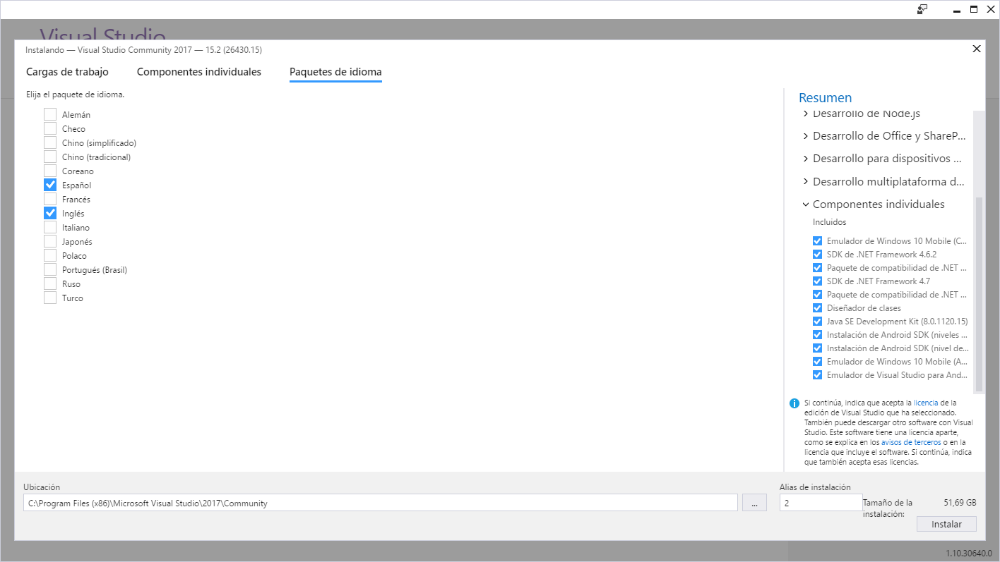 Visual Studio
Instalando — Visual Studio Community 2017 — 15.2 (26430.15)
Cargas de trabajo
Componentes individuales
Paquetes de idioma
Elija el paquete de idioma.
Alemán
Checo
Chino (simplificado)
Chino (tradicional)
Coreano
Español
Francés
Inglés
Italiano
Japonés
Polaco
Portugués (Brasil)
Ruso
Turco
Resumen
Desarrollo de Node.js
Desarrollo de Office y ShareP...
Desarrollo para dispositivos ...
Desarrollo multiplataforma d...
Componentes individuales
Incluidos
Emulador de Windows 10 Mobile (C...
SDK de .NET Framework 4.6.2
Paquete de compatibilidad de .NET ...
SDK de .NET Framework 4.7
Paquete de compatibilidad de .NET ...
Diseñador de clases
Java SE Development Kit (8.0.1120.15)
Instalación de Android SDK (niveles ...
Instalación de Android SDK (nivel de...
Emulador de Windows 10 Mobile (A...
Emulador de Visual Studio para And...
Si continúa, indica que acepta la licencia de la
edición de Visual Studio que ha seleccionado.
También puede descargar otro software con Visual
Studio. Este software tiene una licencia aparte,
como se explica en los avisos de terceros o en la
licencia que incluye el software. Si continúa, indica
que también acepta esas licencias.
Ubicación
C:\Program Files (x86)\Microsoft Visual Studio\2017\Community
...
Alias de instalación
2
Tamaño de la
instalación:
51,69 GB
Instalar
1.10.30640.0